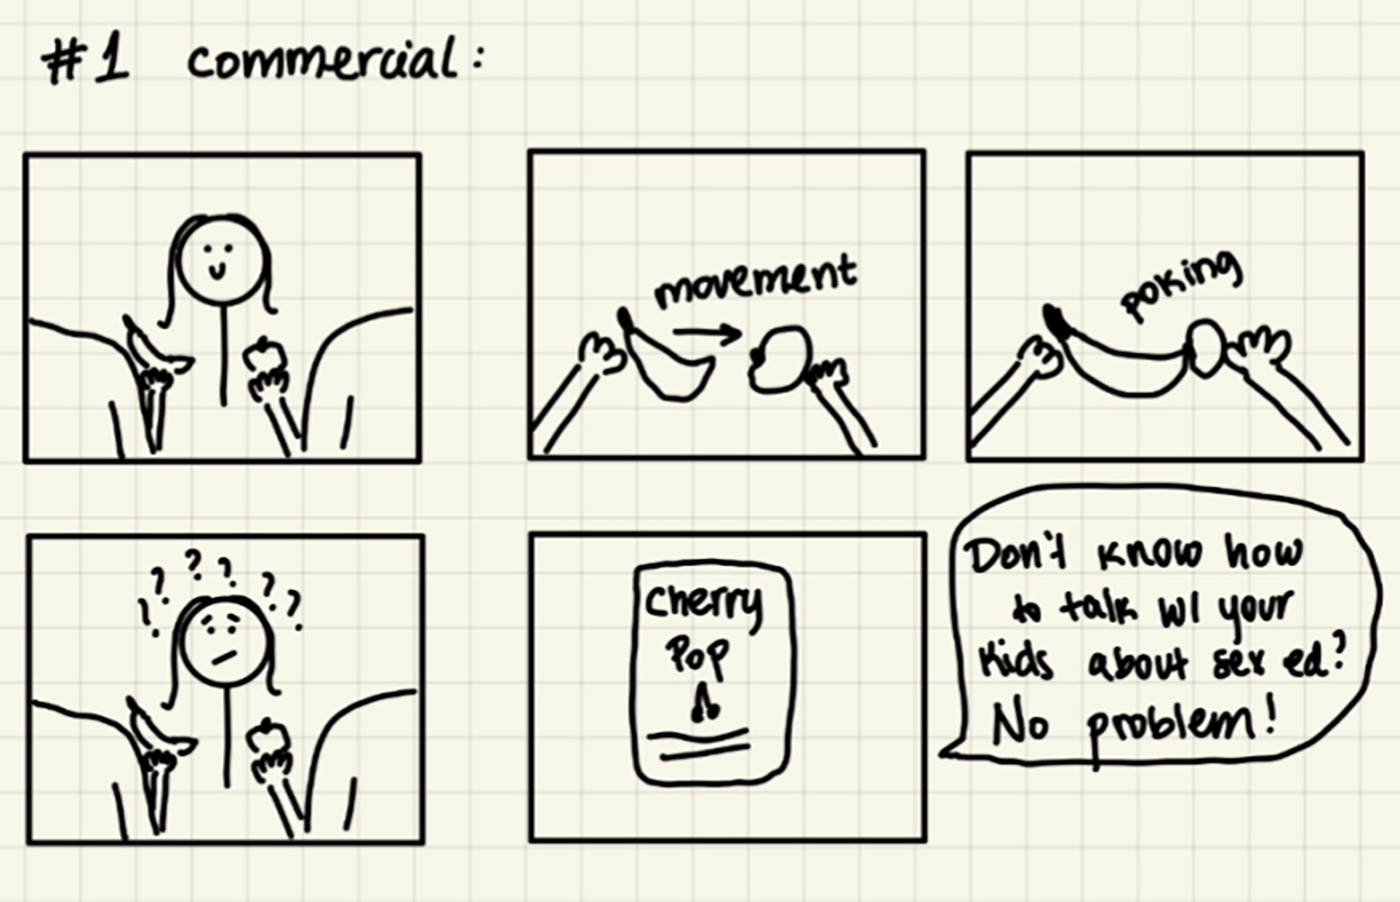 #1 commercial:
movement
poking
? ? ? ? ? ?
Cherry
Pop
Don't know how
to talk w/ your
kids about sex ed?
No problem!